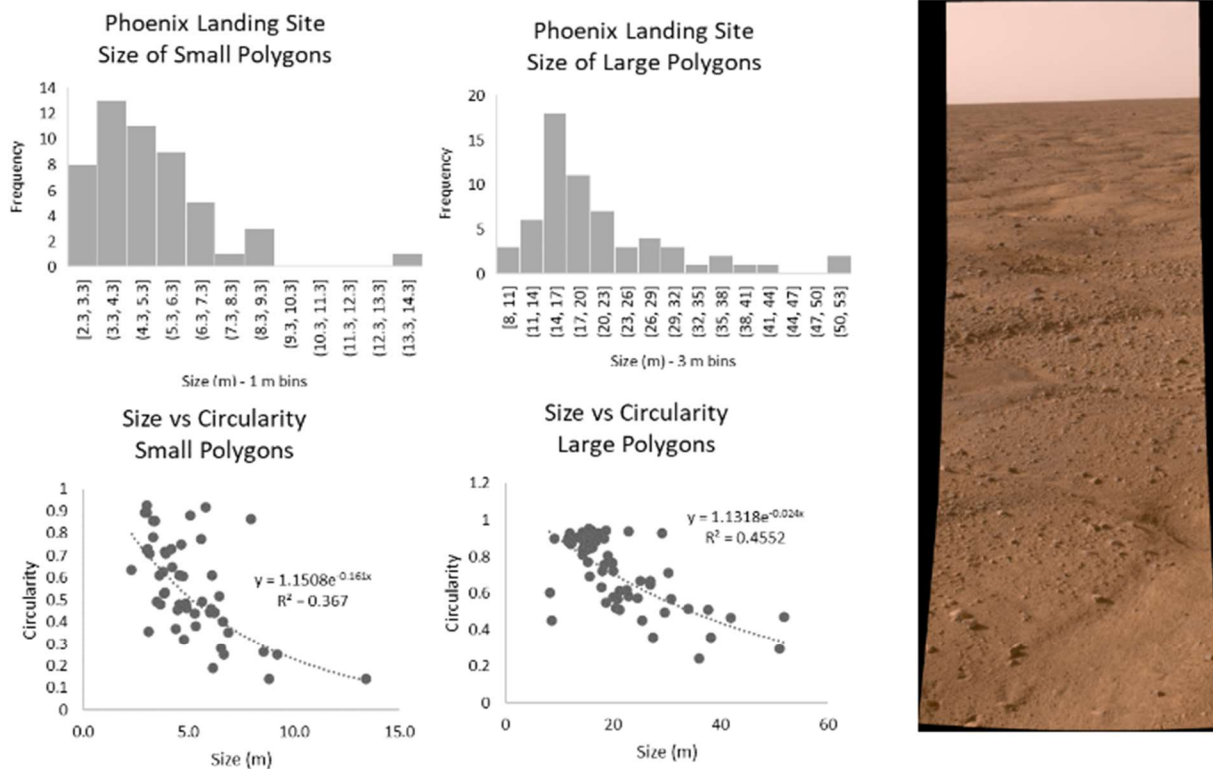 Phoenix Landing Site
Size of Small Polygons
14
12
10
8
6
4
2
0
Frequency
[2.3, 3.3]
(3.3, 4.3]
(4.3, 5.3]
(5.3, 6.3]
(6.3, 7.3]
(7.3, 8.3]
(8.3, 9.3]
(9.3, 10.3]
(10.3, 11.3]
(11.3, 12.3]
(12.3, 13.3]
(13.3, 14.3]
Size (m) - 1 m bins
Phoenix Landing Site
Size of Large Polygons
20
15
10
5
0
Frequency
[8, 11]
(11, 14]
(14, 17]
(17, 20]
(20, 23]
(23, 26]
(26, 29]
(29, 32]
(32, 35]
(35, 38]
(38, 41]
(41, 44]
(44, 47]
(47, 50]
(50, 53]
Size (m) - 3 m bins
Size vs Circularity
Small Polygons
1
0.9
0.8
0.7
0.6
0.5
0.4
0.3
0.2
0.1
0
Circularity
y = 1.1508e^-0.161x
R² = 0.367
0.0 5.0 10.0 15.0
Size (m)
Size vs Circularity
Large Polygons
1.2
1
0.8
0.6
0.4
0.2
0
Circularity
y = 1.1318e^-0.024x
R² = 0.4552
0 20 40 60
Size (m)